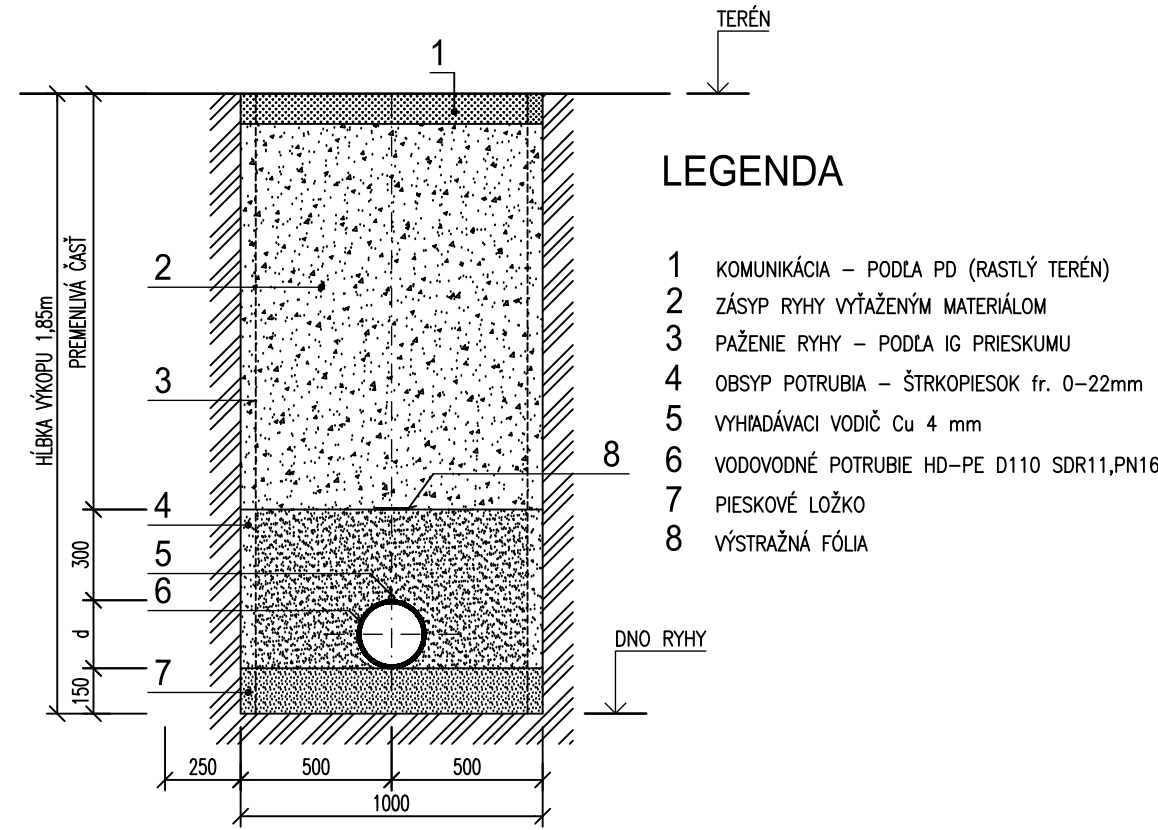 TERÉN
1
LEGENDA
1 KOMUNIKÁCIA – PODĽA PD (RASTLÝ TERÉN)
2 ZÁSYP RYHY VYŤAŽENÝM MATERIÁLOM
3 PAŽENIE RYHY – PODĽA IG PRIESKUMU
4 OBSYP POTRUBIA – ŠTRKOPIESOK fr. 0–22mm
5 VYHĽADÁVACI VODIČ Cu 4 mm
6 VODOVODNÉ POTRUBIE HD–PE D110 SDR11,PN16
7 PIESKOVÉ LOŽKO
8 VÝSTRAŽNÁ FÓLIA
HĹBKA VÝKOPU 1,85m
PREMENLIVÁ ČASŤ
2
3
8
4
300
5
6
d
7
150
DNO RYHY
250
500
500
1000